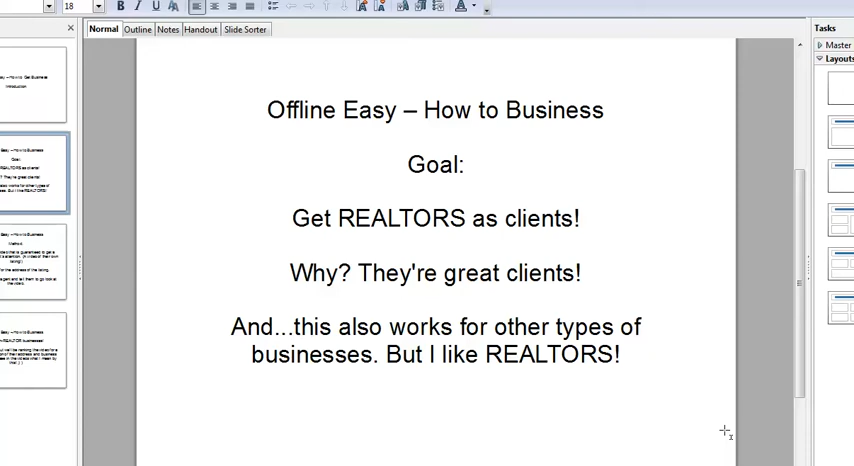 18
B I U A
Normal Outline Notes Handout Slide Sorter
Tasks
Master
Layouts
Offline Easy – How to Business
Goal:
Get REALTORS as clients!
Why? They're great clients!
And...this also works for other types of
businesses. But I like REALTORS!